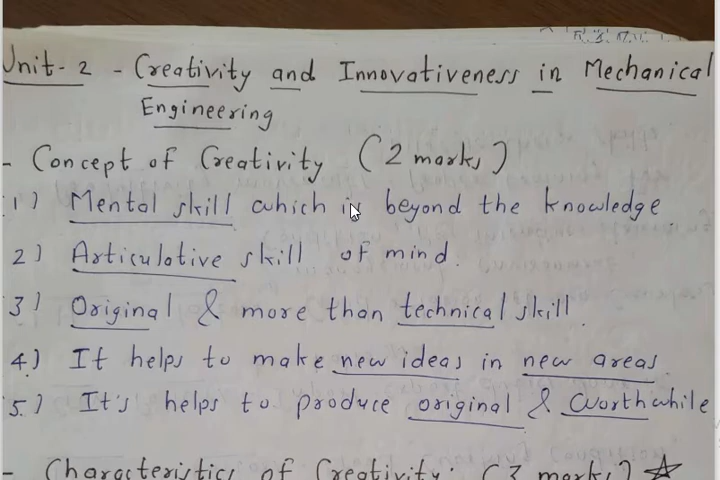 Unit - 2 - Creativity and Innovativeness in Mechanical
Engineering
- Concept of Creativity (2 marks)
1) Mental skill which is beyond the knowledge
2) Articulative skill of mind.
3) Original & more than technical skill.
4) It helps to make new ideas in new areas.
5.) It's helps to produce original & worthwhile
- Characteristics of Creativity. (3 marks)